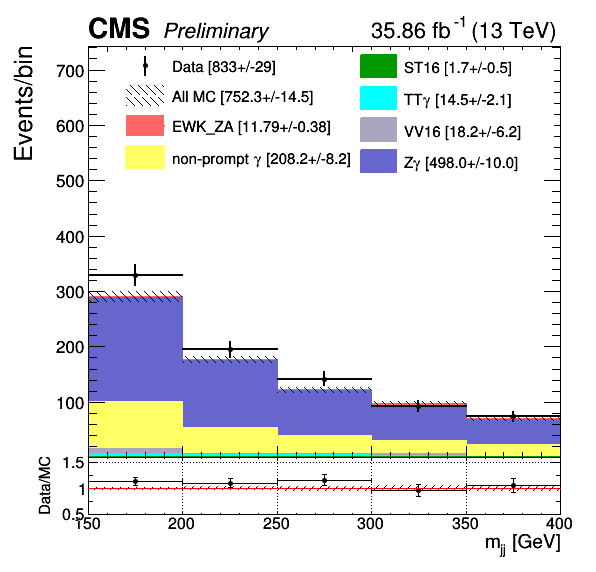 CMS Preliminary 35.86 fb⁻¹ (13 TeV)
Events/bin
700
600
500
400
300
200
100
Data [833+/-29]
All MC [752.3+/-14.5]
EWK_ZA [11.79+/-0.38]
non-prompt γ [208.2+/-8.2]
ST16 [1.7+/-0.5]
TTγ [14.5+/-2.1]
VV16 [18.2+/-6.2]
Zγ [498.0+/-10.0]
Data/MC
1.5
1
0.5
150 200 250 300 350 400
m_jj [GeV]